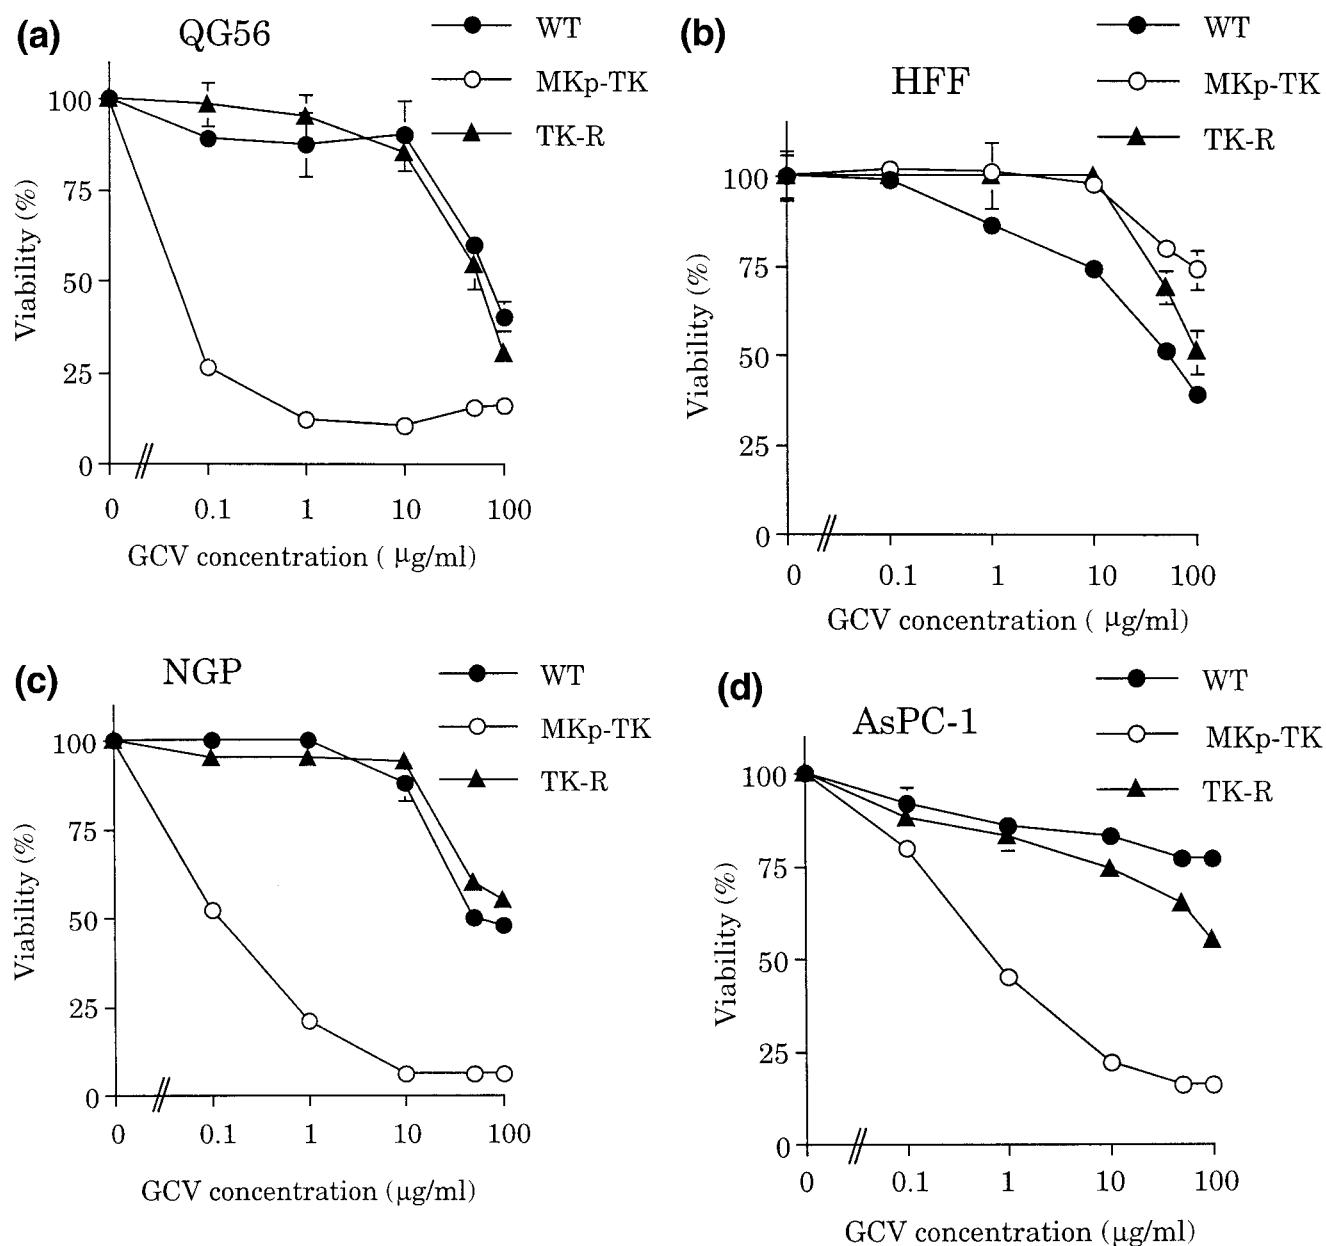 (a)
QG56
WT
MKp-TK
TK-R
Viability (%)
100
75
50
25
0
0 0.1 1 10 100
GCV concentration ( μg/ml)
(b)
HFF
WT
MKp-TK
TK-R
Viability (%)
100
75
50
25
0
0 0.1 1 10 100
GCV concentration ( μg/ml)
(c)
NGP
WT
MKp-TK
TK-R
Viability (%)
100
75
50
25
0
0 0.1 1 10 100
GCV concentration (μg/ml)
(d)
AsPC-1
WT
MKp-TK
TK-R
Viability (%)
100
75
50
25
0
0 0.1 1 10 100
GCV concentration (μg/ml)